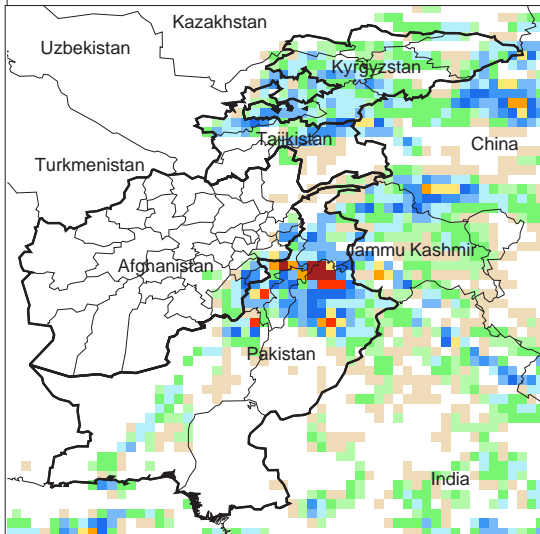 Kazakhstan
Uzbekistan
Kyrgyzstan
Tajikistan
China
Turkmenistan
Jammu Kashmir
Afghanistan
Pakistan
India